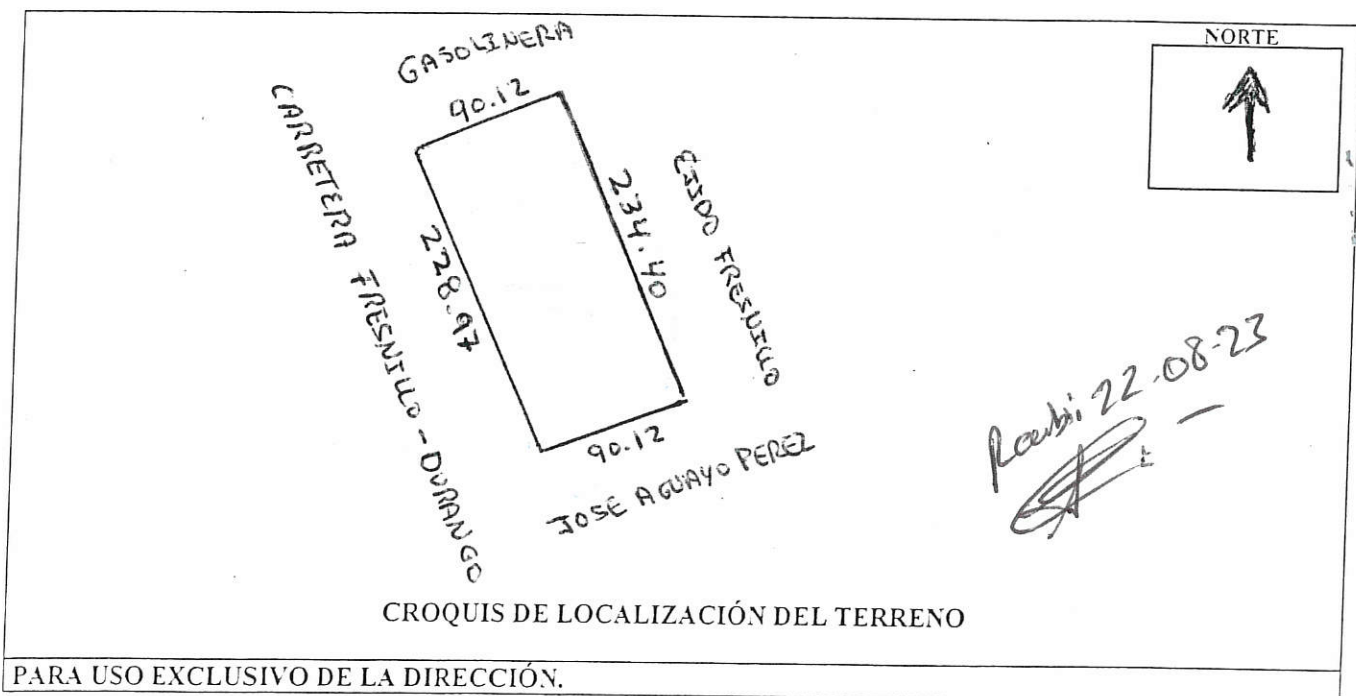 NORTE
GASOLINERA
90.12
CARRETERA FRESNILLO - DURANGO
228.97
234.40
EJIDO FRESNILLO
90.12
JOSE AGUAYO PEREZ
Recibí 22-08-23
CROQUIS DE LOCALIZACIÓN DEL TERRENO
PARA USO EXCLUSIVO DE LA DIRECCIÓN.